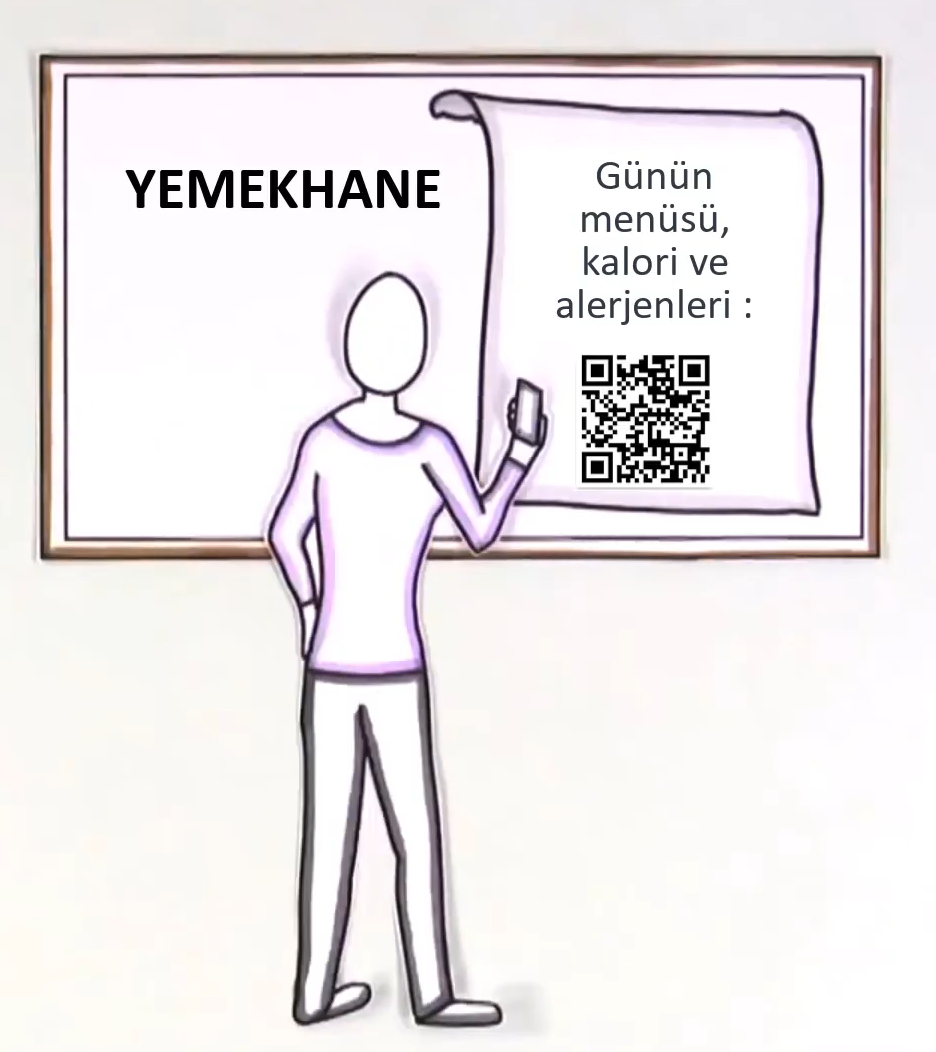 YEMEKHANE
Günün
menüsü,
kalori ve
alerjenleri :